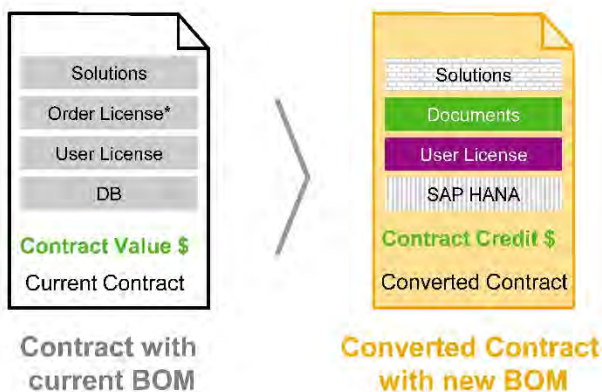 Solutions
Order License*
User License
DB
Contract Value $
Current Contract
Contract with
current BOM
Solutions
Documents
User License
SAP HANA
Contract Credit $
Converted Contract
Converted Contract
with new BOM